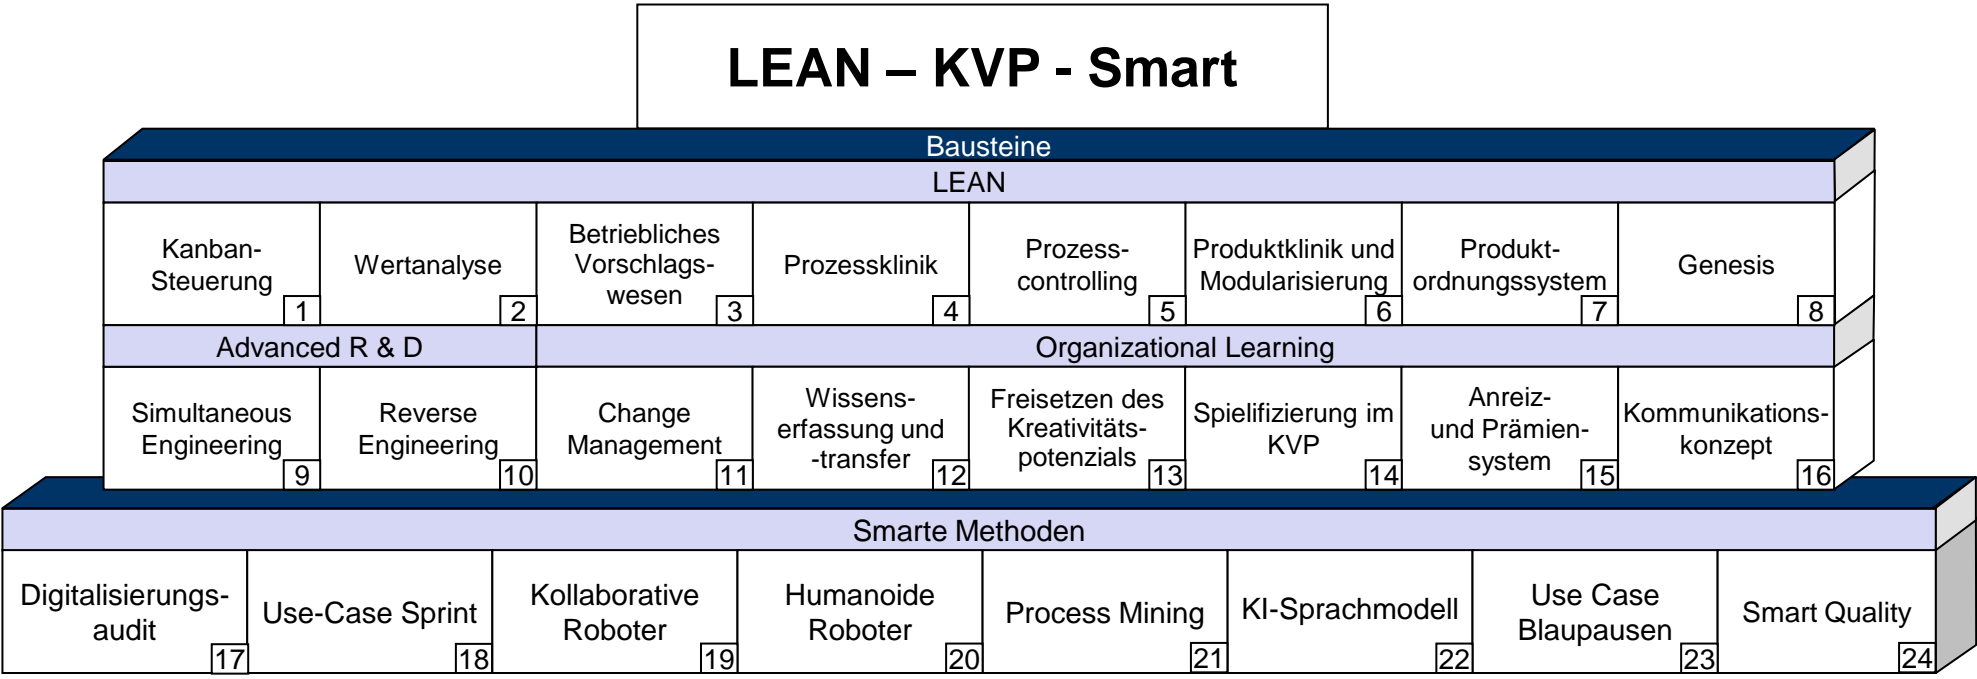 LEAN – KVP - Smart
Bausteine
LEAN
Kanban-
Steuerung
1
Wertanalyse
2
Betriebliches
Vorschlags-
wesen
3
Prozessklinik
4
Prozess-
controlling
5
Produktklinik und
Modularisierung
6
Produkt-
ordnungssystem
7
Genesis
8
Advanced R & D
Organizational Learning
Simultaneous
Engineering
9
Reverse
Engineering
10
Change
Management
11
Wissens-
erfassung und
-transfer
12
Freisetzen des
Kreativitäts-
potenzials
13
Spielifizierung im
KVP
14
Anreiz-
und Prämien-
system
15
Kommunikations-
konzept
16
Smarte Methoden
Digitalisierungs-
audit
17
Use-Case Sprint
18
Kollaborative
Roboter
19
Humanoide
Roboter
20
Process Mining
21
KI-Sprachmodell
22
Use Case
Blaupausen
23
Smart Quality
24